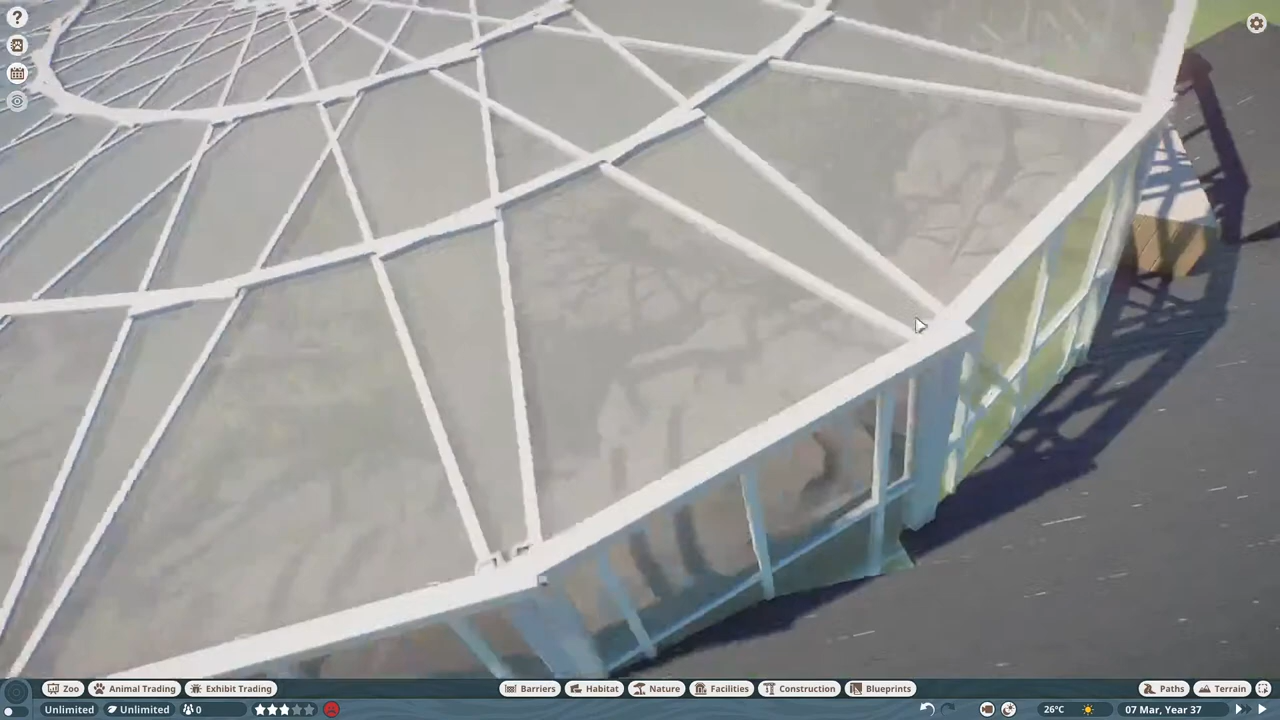 ?
Zoo Animal Trading Exhibit Trading Barriers Habitat Nature Facilities Construction Blueprints Paths Terrain
Unlimited Unlimited 0 26°C 07 Mar, Year 37